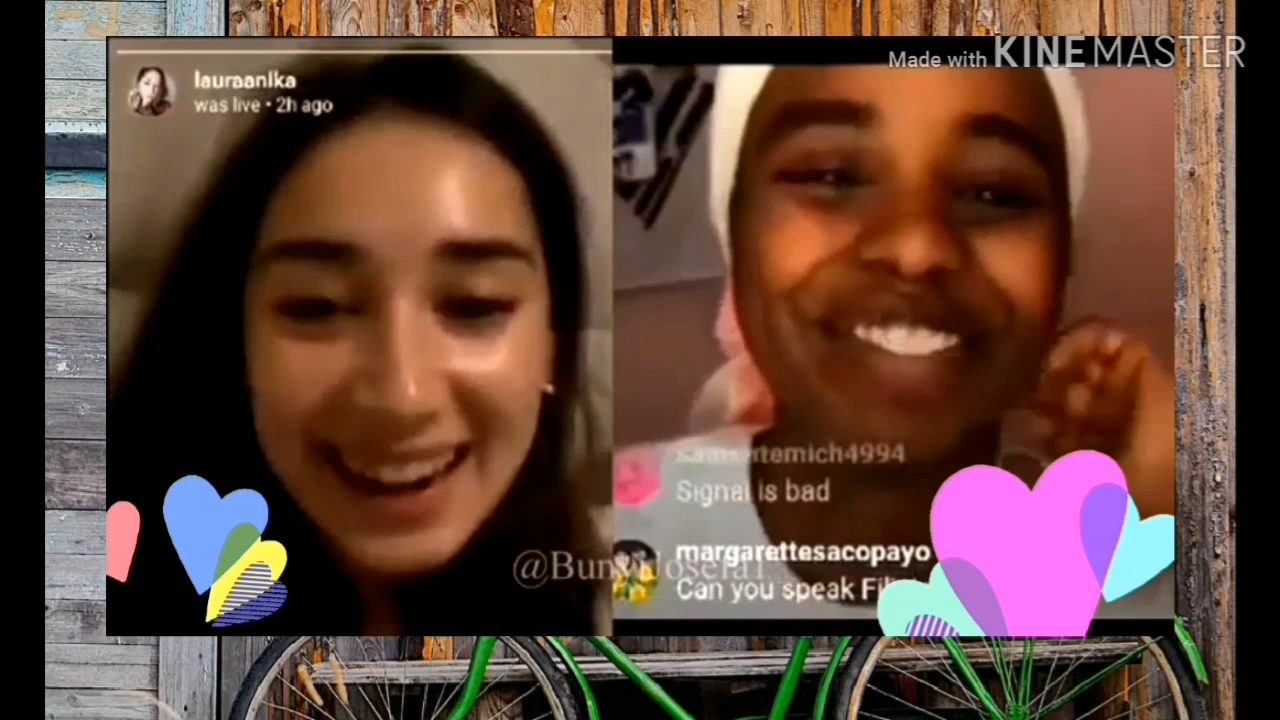 Made with KINEMASTER
lauraanika
was live • 2h ago
Signal is bad
margarettesacopayo
Can you speak